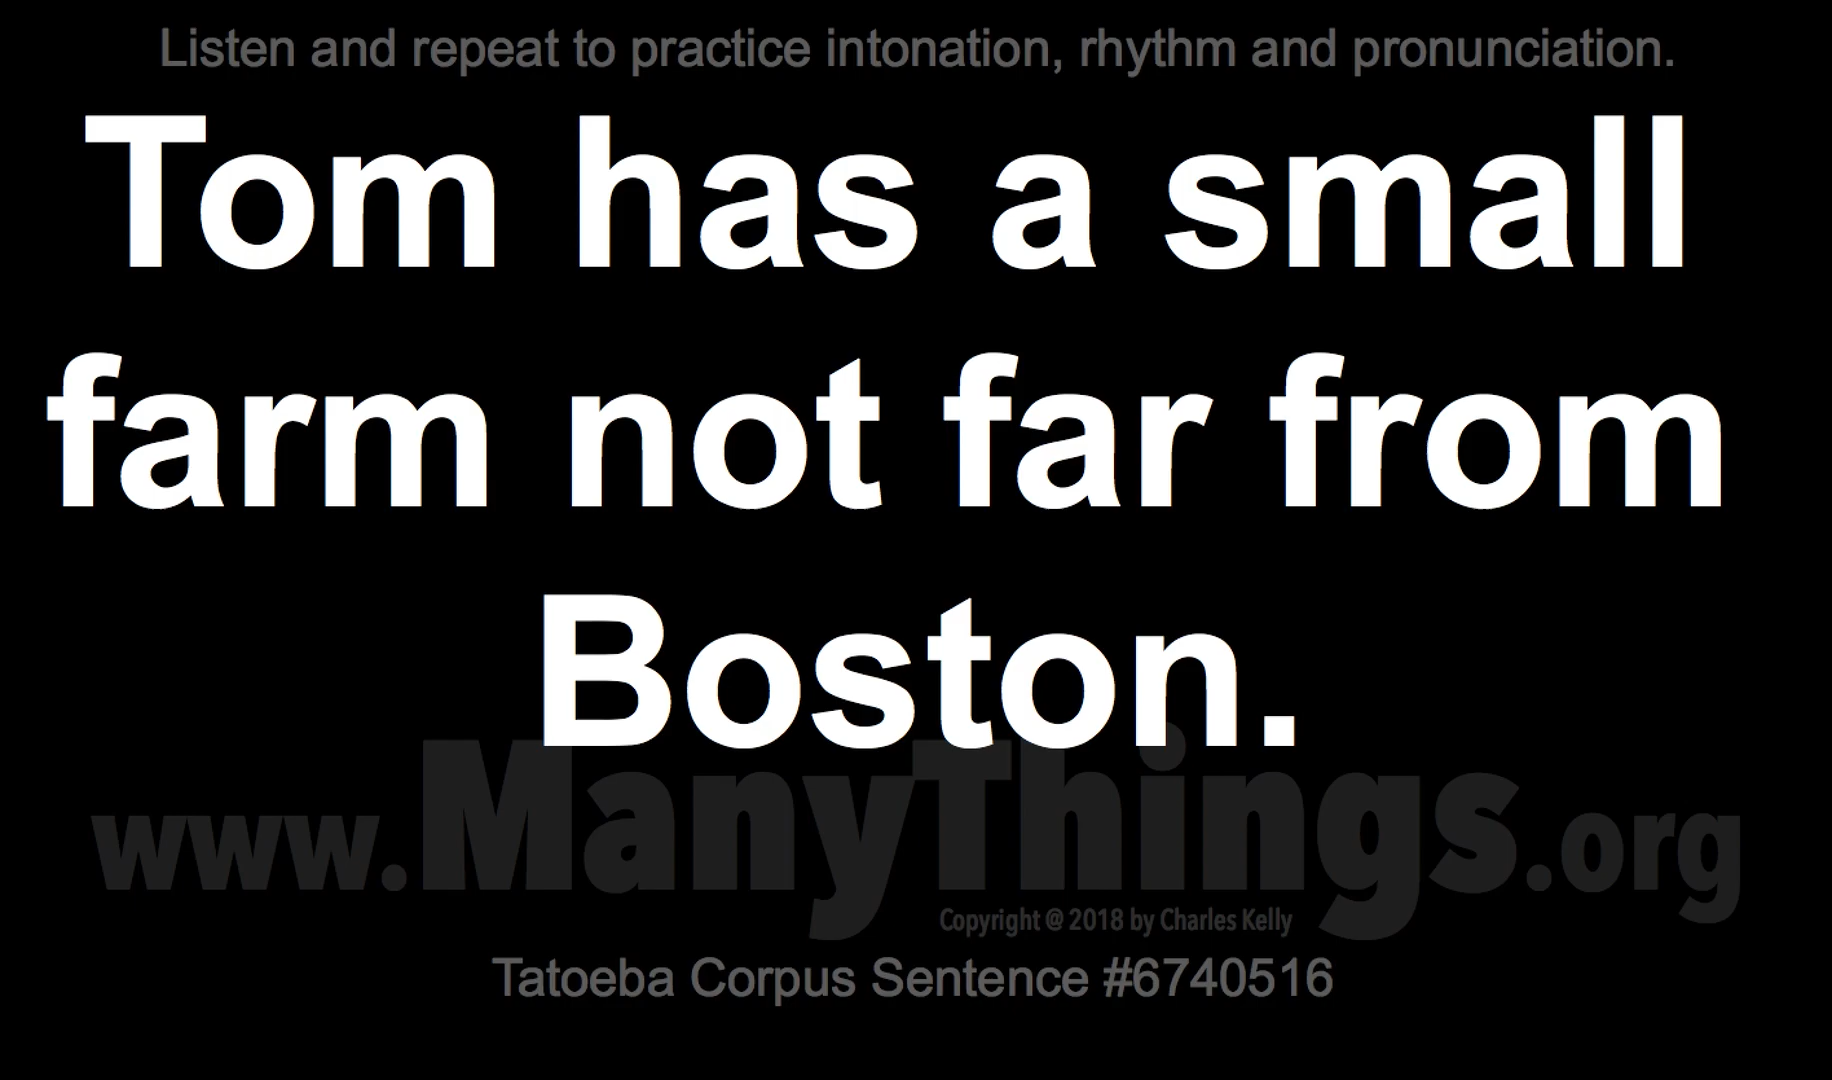 Listen and repeat to practice intonation, rhythm and pronunciation.
Tom has a small
farm not far from
Boston.
www.ManyThings.org
Copyright @ 2018 by Charles Kelly
Tatoeba Corpus Sentence #6740516